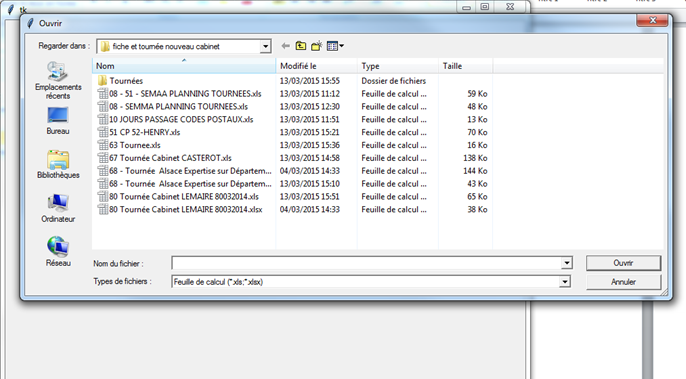 tk
Ouvrir
Regarder dans : fiche et tournée nouveau cabinet
Emplacements récents
Bureau
Bibliothèques
Ordinateur
Réseau
Nom Modifié le Type Taille
Tournées 13/03/2015 15:55 Dossier de fichiers
08 - 51 - SEMAA PLANNING TOURNEES.xls 13/03/2015 11:12 Feuille de calcul ... 59 Ko
08 - SEMMA PLANNING TOURNEES.xls 13/03/2015 12:30 Feuille de calcul ... 48 Ko
10 JOURS PASSAGE CODES POSTAUX.xls 13/03/2015 11:51 Feuille de calcul ... 13 Ko
51 CP 52-HENRY.xls 13/03/2015 15:21 Feuille de calcul ... 70 Ko
63 Tournee.xls 13/03/2015 15:36 Feuille de calcul ... 16 Ko
67 Tournée Cabinet CASTEROT.xls 13/03/2015 14:58 Feuille de calcul ... 138 Ko
68 - Tournée Alsace Expertise sur Départem... 04/03/2015 14:33 Feuille de calcul ... 144 Ko
68 - Tournée Alsace Expertise sur Départem... 13/03/2015 15:10 Feuille de calcul ... 43 Ko
80 Tournée Cabinet LEMAIRE 80032014.xls 13/03/2015 15:51 Feuille de calcul ... 65 Ko
80 Tournée Cabinet LEMAIRE 80032014.xlsx 04/03/2015 14:33 Feuille de calcul ... 38 Ko
Nom du fichier : Ouvrir
Types de fichiers : Feuille de calcul (*.xls;*.xlsx) Annuler